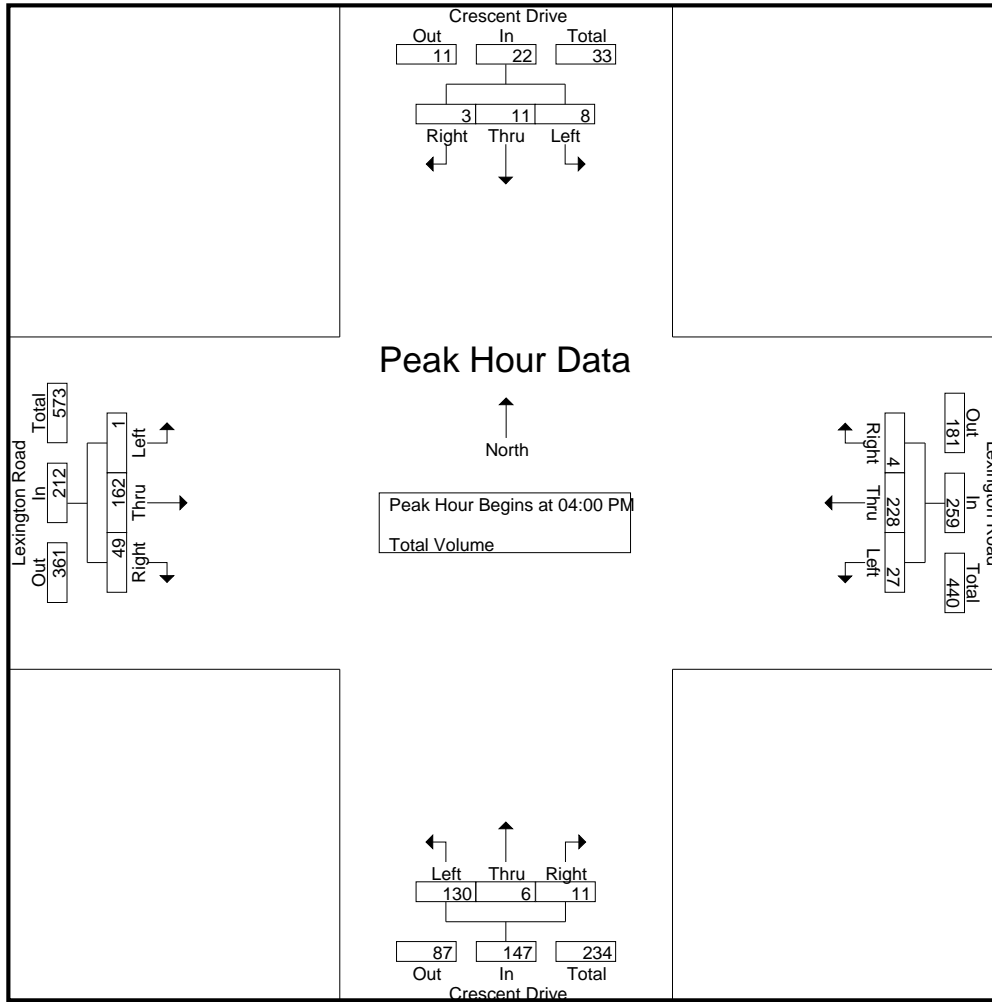 Crescent Drive
Out In Total
11 22 33
3 11 8
Right Thru Left
Peak Hour Data
North
Peak Hour Begins at 04:00 PM
Total Volume
Lexington Road
Out In Total
361 212 573
1 162 49
Left Thru Right
Lexington Road
Out In Total
181 259 440
Right Thru Left
4 228 27
Left Thru Right
130 6 11
87 147 234
Out In Total
Crescent Drive